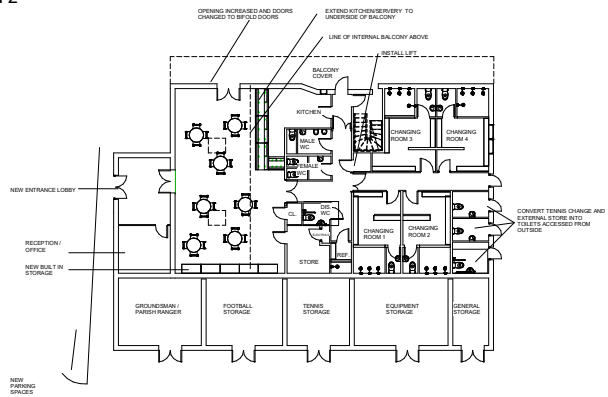 OPENING INCREASED AND DOORS
CHANGED TO BIFOLD DOORS
EXTEND KITCHEN/SERVERY TO
UNDERSIDE OF BALCONY
LINE OF INTERNAL BALCONY ABOVE
INSTALL LIFT
BALCONY
COVER
KITCHEN
CHANGING
ROOM 3
CHANGING
ROOM 4
MALE
WC
FEMALE
WC
NEW ENTRANCE LOBBY
CL.
DIS.
WC
CHANGING
ROOM 1
CHANGING
ROOM 2
CONVERT TENNIS CHANGE AND
EXTERNAL STORE INTO
TOILETS ACCESSED FROM
OUTSIDE
RECEPTION /
OFFICE
NEW BUILT IN
STORAGE
STORE
REF.
GROUNDSMAN /
PARISH RANGER
FOOTBALL
STORAGE
TENNIS
STORAGE
EQUIPMENT
STORAGE
GENERAL
STORAGE
NEW
PARKING
SPACES